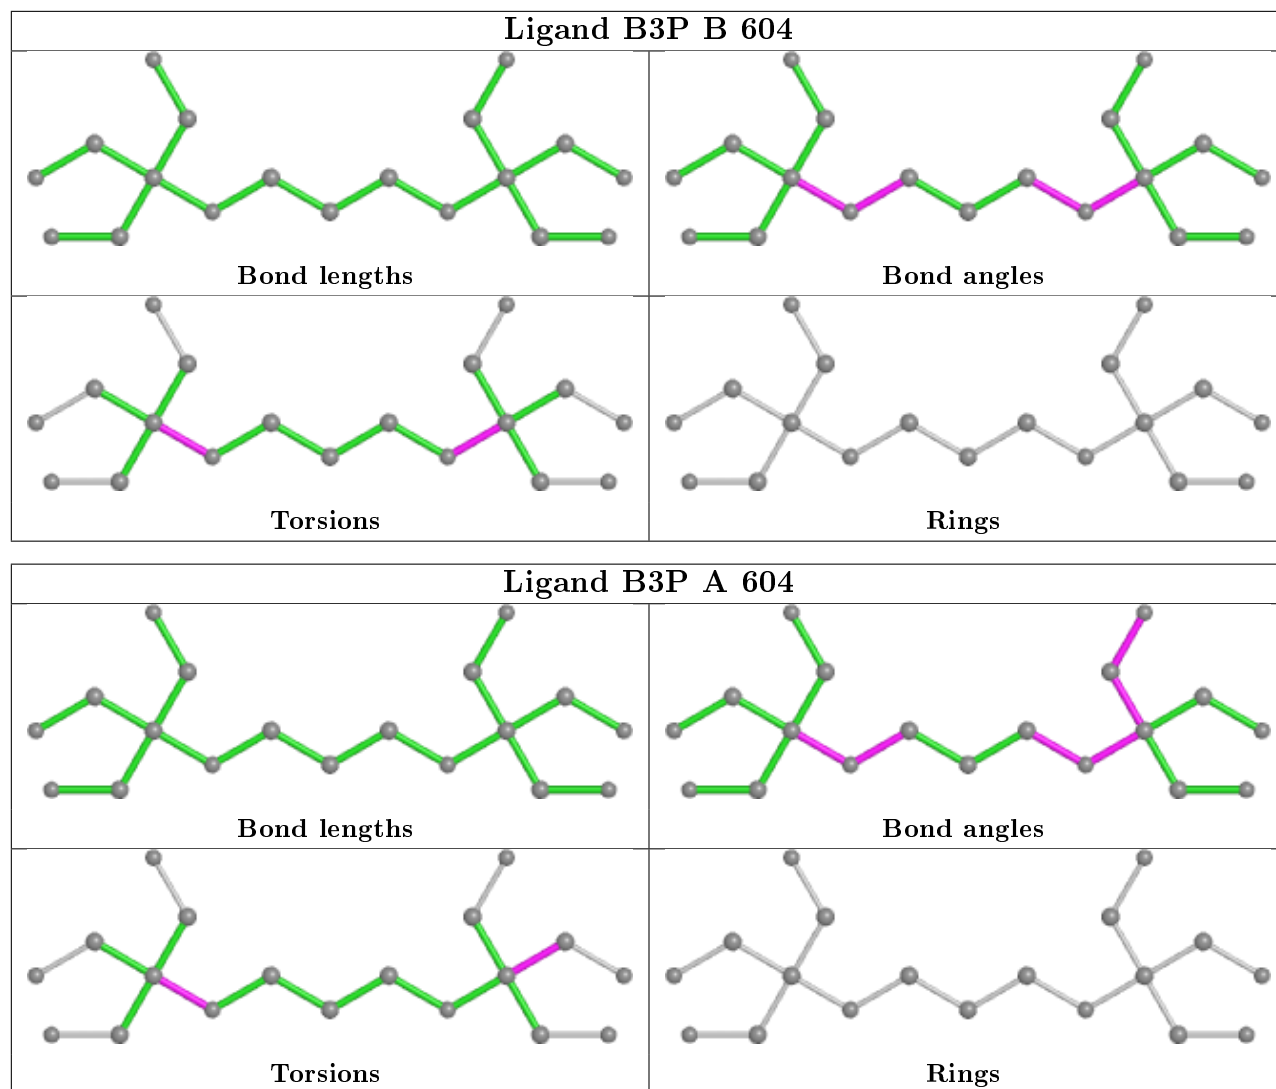 Ligand B3P B 604
Bond lengths
Bond angles
Torsions
Rings
Ligand B3P A 604
Bond lengths
Bond angles
Torsions
Rings